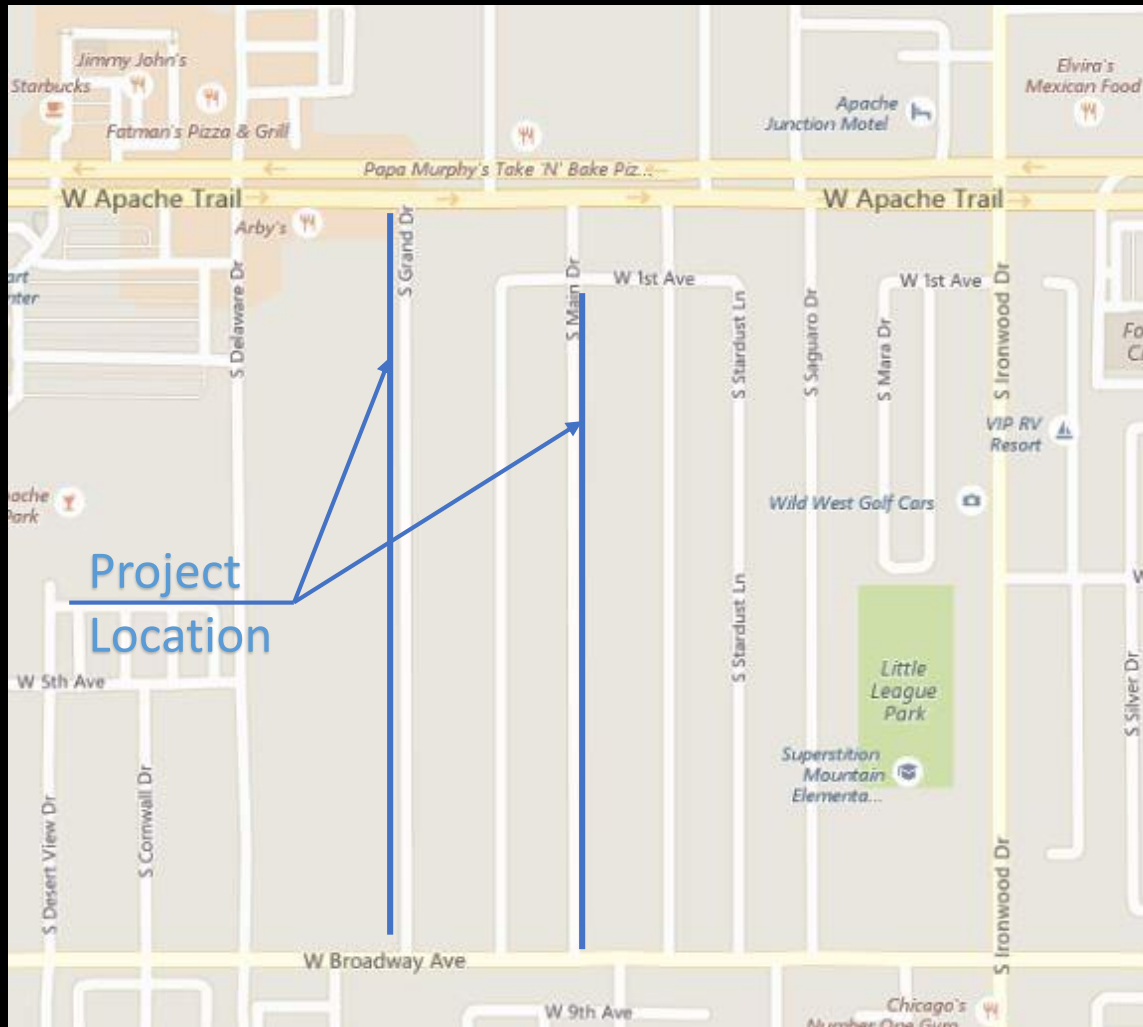 Jimmy John's
Starbucks
Fatman's Pizza & Grill
Elvira's
Mexican Food
Apache
Junction Motel
Papa Murphy's Take 'N' Bake Piz...
W Apache Trail
W Apache Trail
Arby's
S Grand Dr
S Delaware Dr
S Main Dr
W 1st Ave
W 1st Ave
S Stardust Ln
S Saguaro Dr
S Mara Dr
S Ironwood Dr
VIP RV
Resort
Wild West Golf Cars
Project
Location
S Stardust Ln
W 5th Ave
Little
League
Park
S Silver Dr
Superstition
Mountain
Elementa...
S Desert View Dr
S Cornwall Dr
S Ironwood Dr
W Broadway Ave
W 9th Ave
Chicago's
Number One Gym